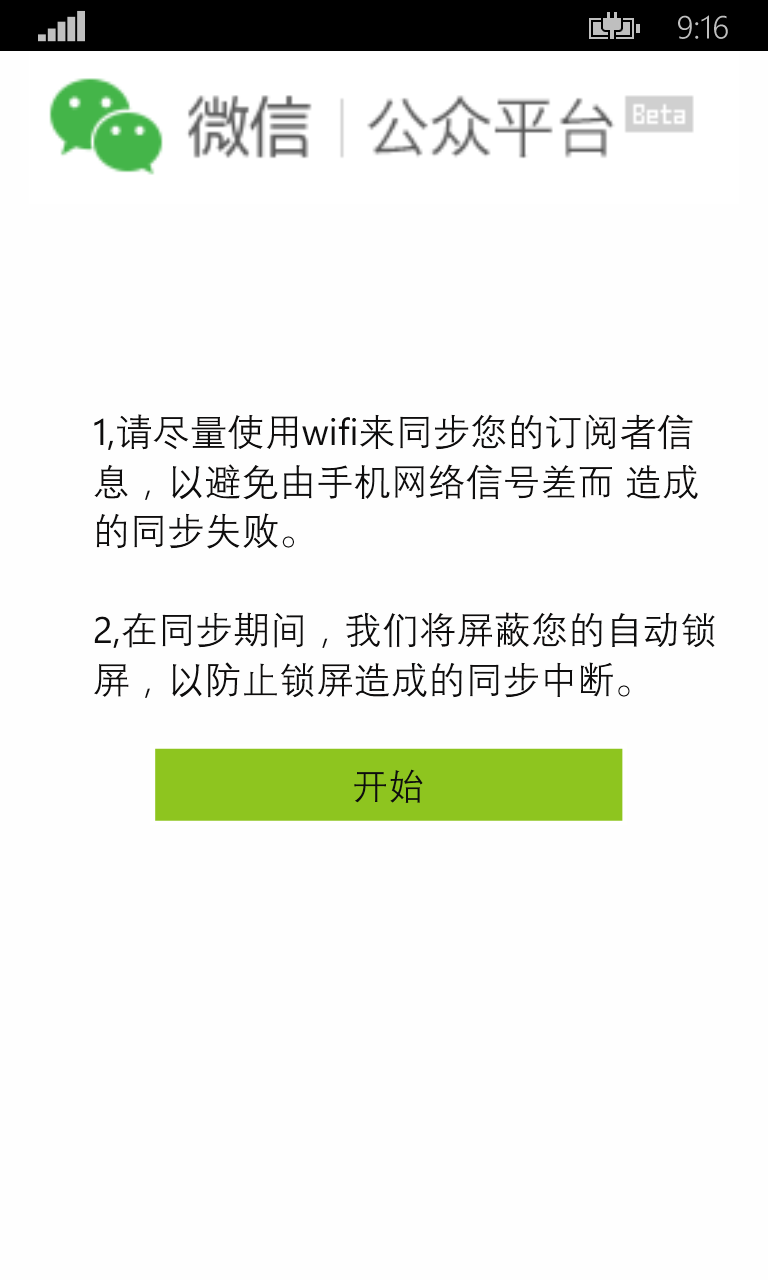 9:16
微信 | 公众平台 Beta
1,请尽量使用wifi来同步您的订阅者信
息，以避免由手机网络信号差而 造成
的同步失败。
2,在同步期间，我们将屏蔽您的自动锁
屏，以防止锁屏造成的同步中断。
开始